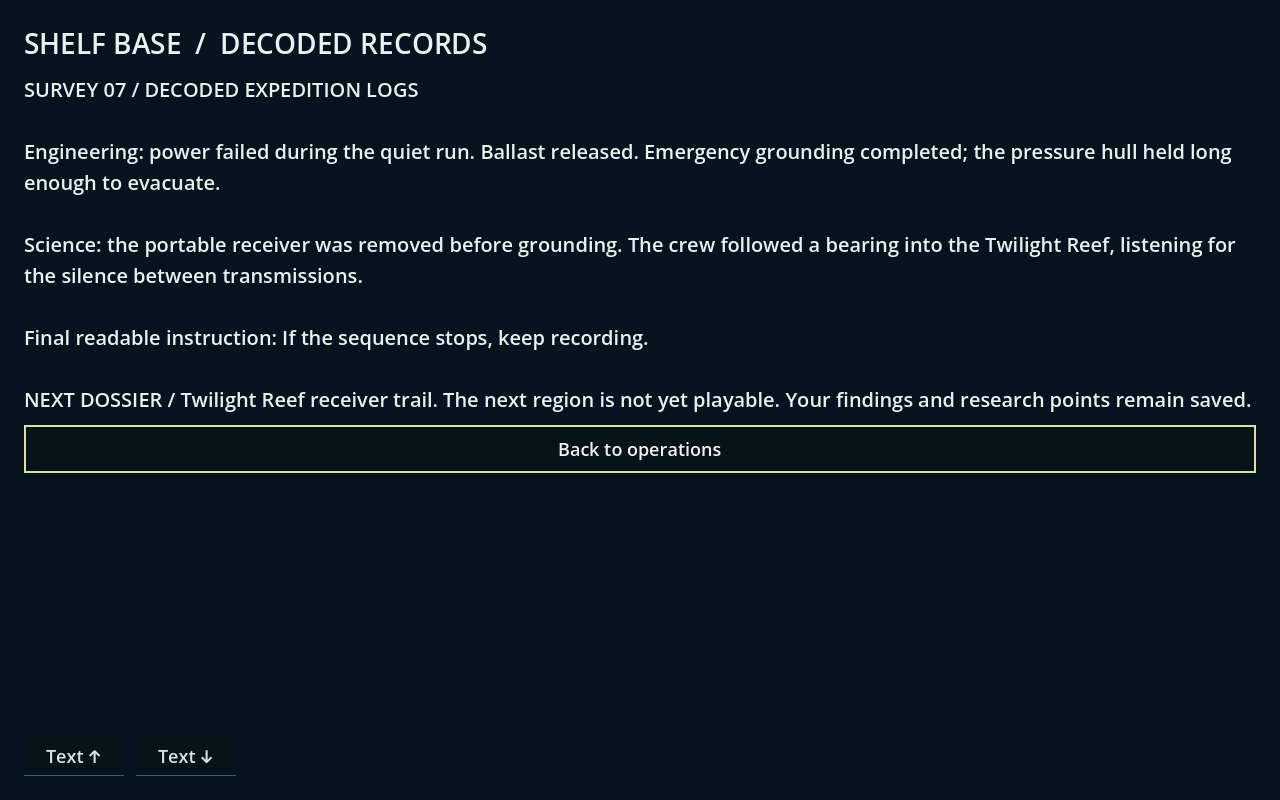 SHELF BASE / DECODED RECORDS
SURVEY 07 / DECODED EXPEDITION LOGS
Engineering: power failed during the quiet run. Ballast released. Emergency grounding completed; the pressure hull held long
enough to evacuate.
Science: the portable receiver was removed before grounding. The crew followed a bearing into the Twilight Reef, listening for
the silence between transmissions.
Final readable instruction: If the sequence stops, keep recording.
NEXT DOSSIER / Twilight Reef receiver trail. The next region is not yet playable. Your findings and research points remain saved.
Back to operations
Text ↑ Text ↓